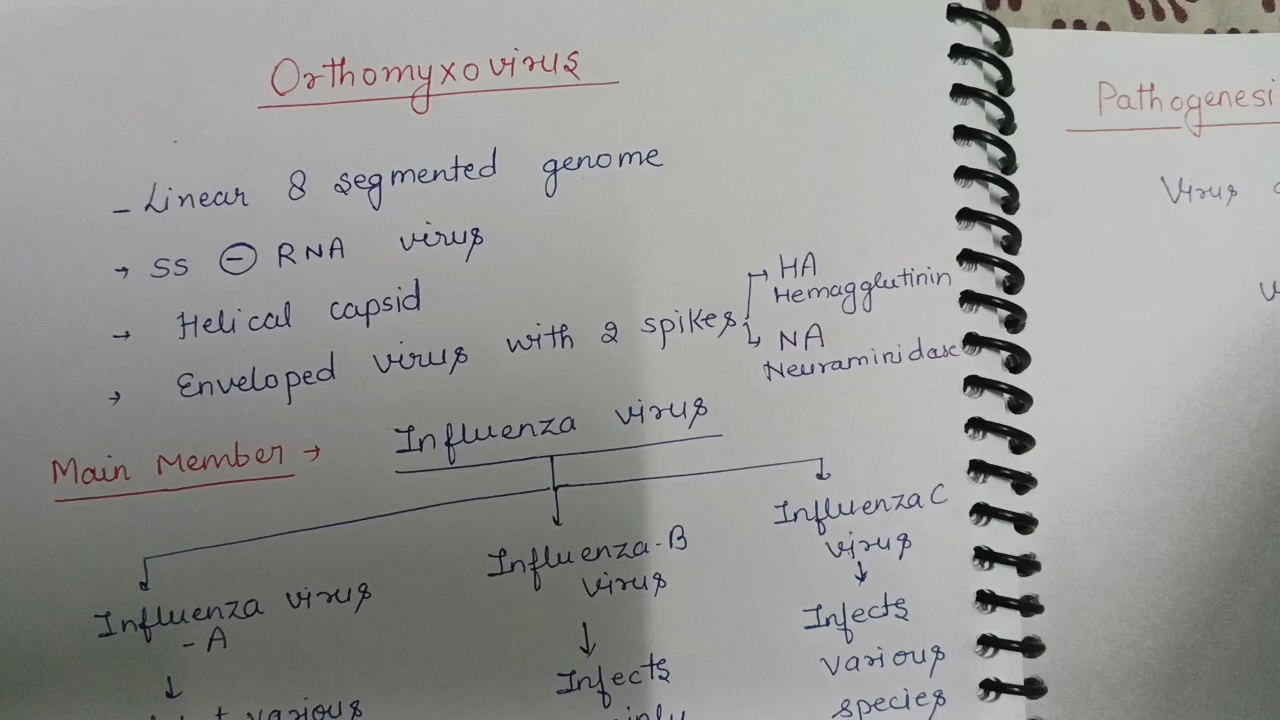 Orthomyxovirus
- Linear 8 segmented genome
→ SS ⊖ RNA virus
→ Helical capsid
→ Enveloped virus with 2 spikes
→ HA
Hemagglutinin
→ NA
Neuraminidase
Main Member → Influenza virus
Influenza virus
- A
↓
various
Influenza-B
virus
↓
Infects
Influenza C
virus
↓
Infects
various
species
Pathogenesi
Virus